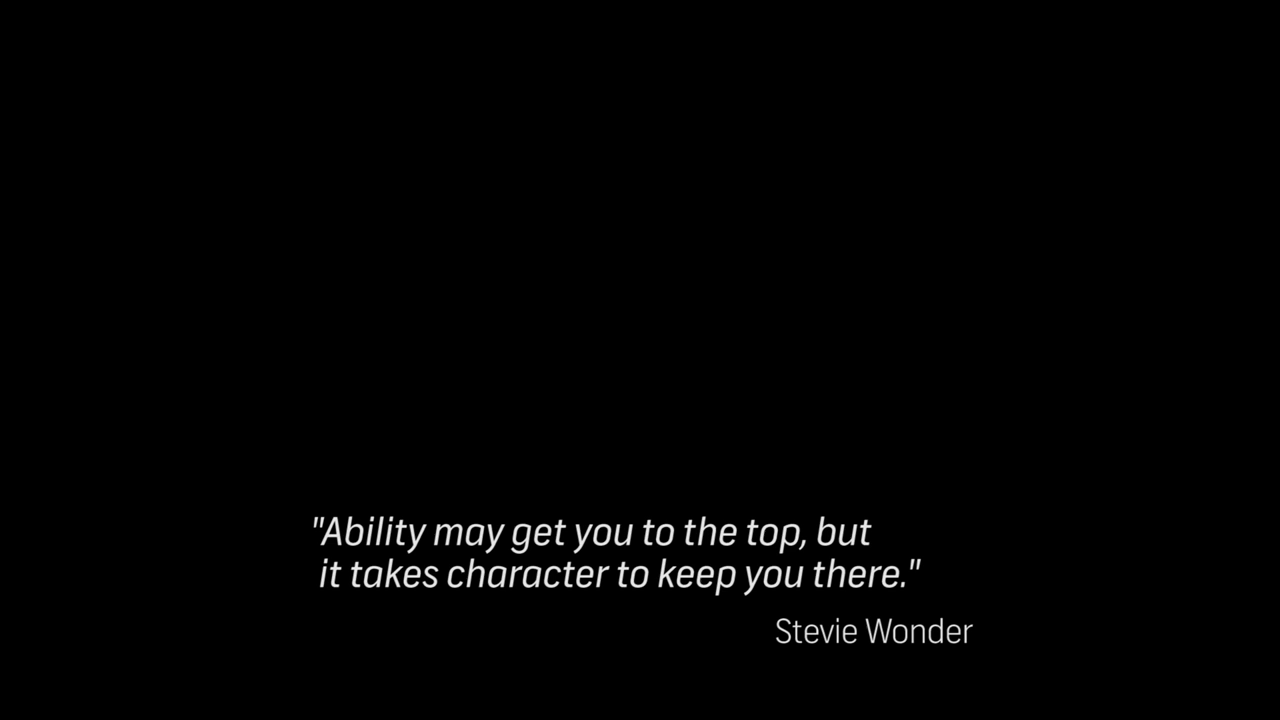 "Ability may get you to the top, but
it takes character to keep you there."
Stevie Wonder